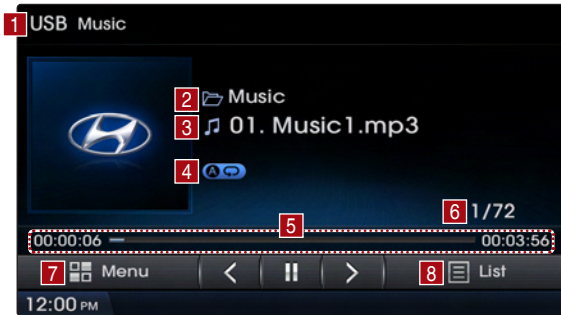 1 USB Music
2 Music
3 01. Music1.mp3
4 A
6 1/72
5
00:00:06 00:03:56
7 Menu 8 List
12:00 PM